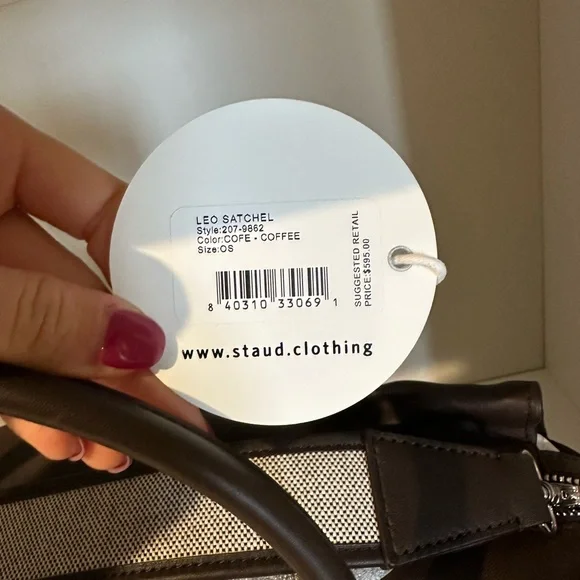 LEO SATCHEL
Style:207-9862
Color:COFE - COFFEE
Size:OS
SUGGESTED RETAIL
PRICE:$595.00
8 40310 33069 1
www.staud.clothing